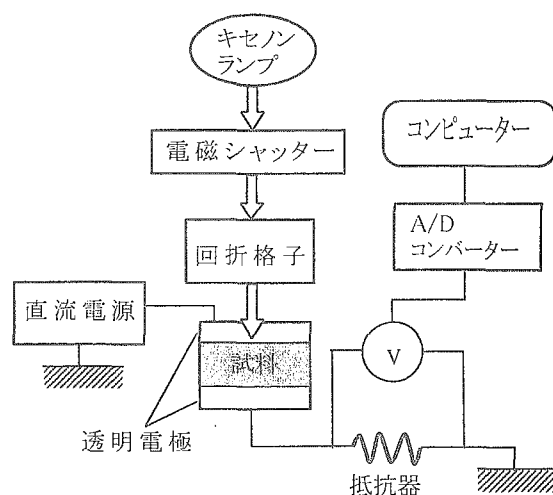 キセノン
ランプ
コンピューター
電磁シャッター
A/D
コンバーター
回折格子
直流電源
試料
V
透明電極
抵抗器